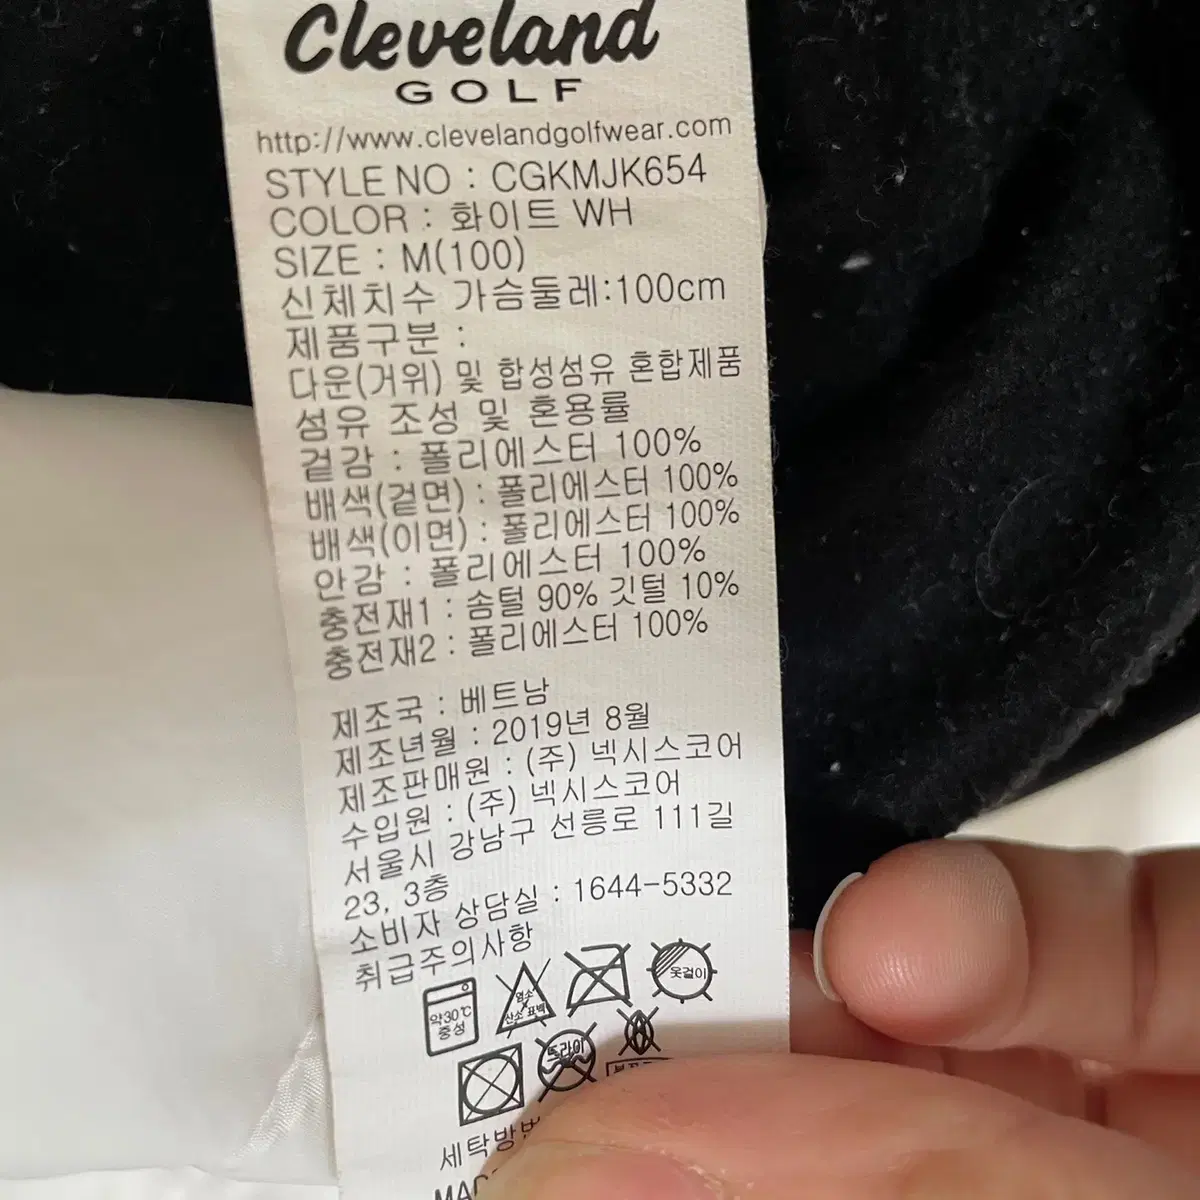 Cleveland
GOLF
http://www.clevelandgolfwear.com
STYLE NO : CGKMJK654
COLOR : 화이트 WH
SIZE : M(100)
신체치수 가슴둘레:100cm
제품구분 :
다운(거위) 및 합성섬유 혼합제품
섬유 조성 및 혼용률
겉감 : 폴리에스터 100%
배색(겉면) : 폴리에스터 100%
배색(이면) : 폴리에스터 100%
안감 : 폴리에스터 100%
충전재1 : 솜털 90% 깃털 10%
충전재2 : 폴리에스터 100%
제조국 : 베트남
제조년월 : 2019년 8월
제조판매원 : (주) 넥시스코어
수입원 : (주) 넥시스코어
서울시 강남구 선릉로 111길
23, 3층
소비자 상담실 : 1644-5332
취급주의사항
약30℃
중성
염소
산소 표백
옷걸이
드라이
세탁방법